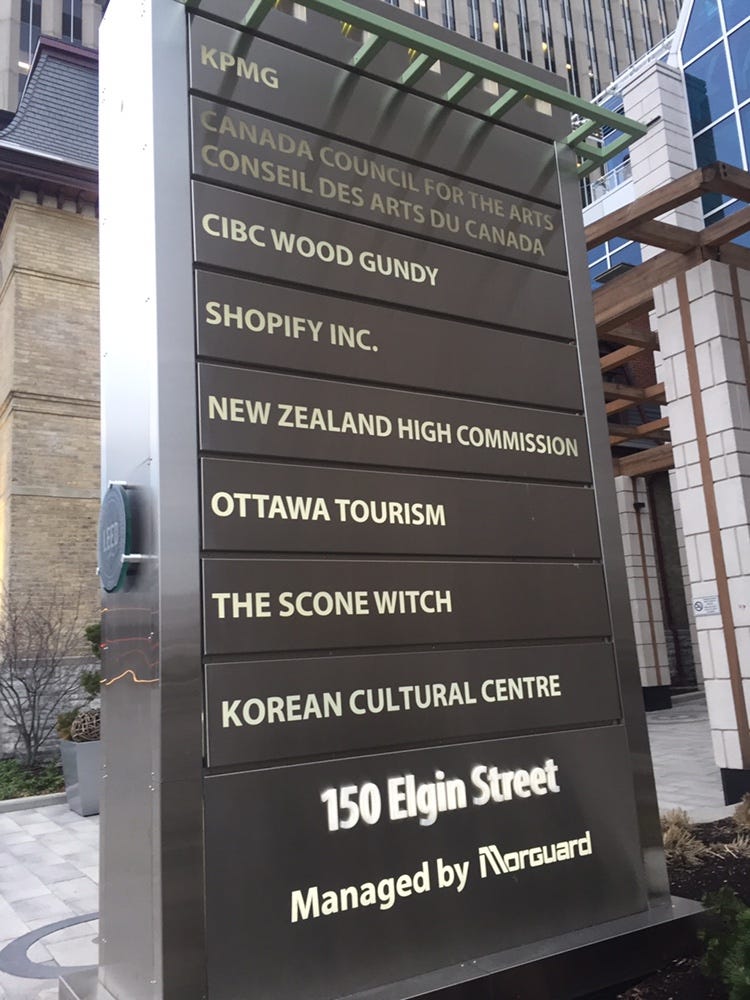 KPMG
CANADA COUNCIL FOR THE ARTS
CONSEIL DES ARTS DU CANADA
CIBC WOOD GUNDY
SHOPIFY INC.
NEW ZEALAND HIGH COMMISSION
OTTAWA TOURISM
THE SCONE WITCH
KOREAN CULTURAL CENTRE
150 Elgin Street
Managed by Morguard
LEED